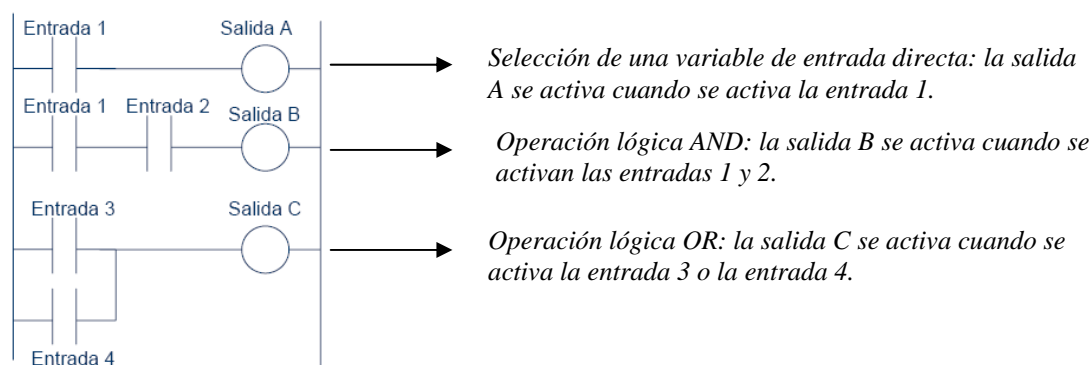 Entrada 1 Salida A
Selección de una variable de entrada directa: la salida
A se activa cuando se activa la entrada 1.
Entrada 1 Entrada 2 Salida B
Operación lógica AND: la salida B se activa cuando se
activan las entradas 1 y 2.
Entrada 3 Salida C
Operación lógica OR: la salida C se activa cuando se
activa la entrada 3 o la entrada 4.
Entrada 4